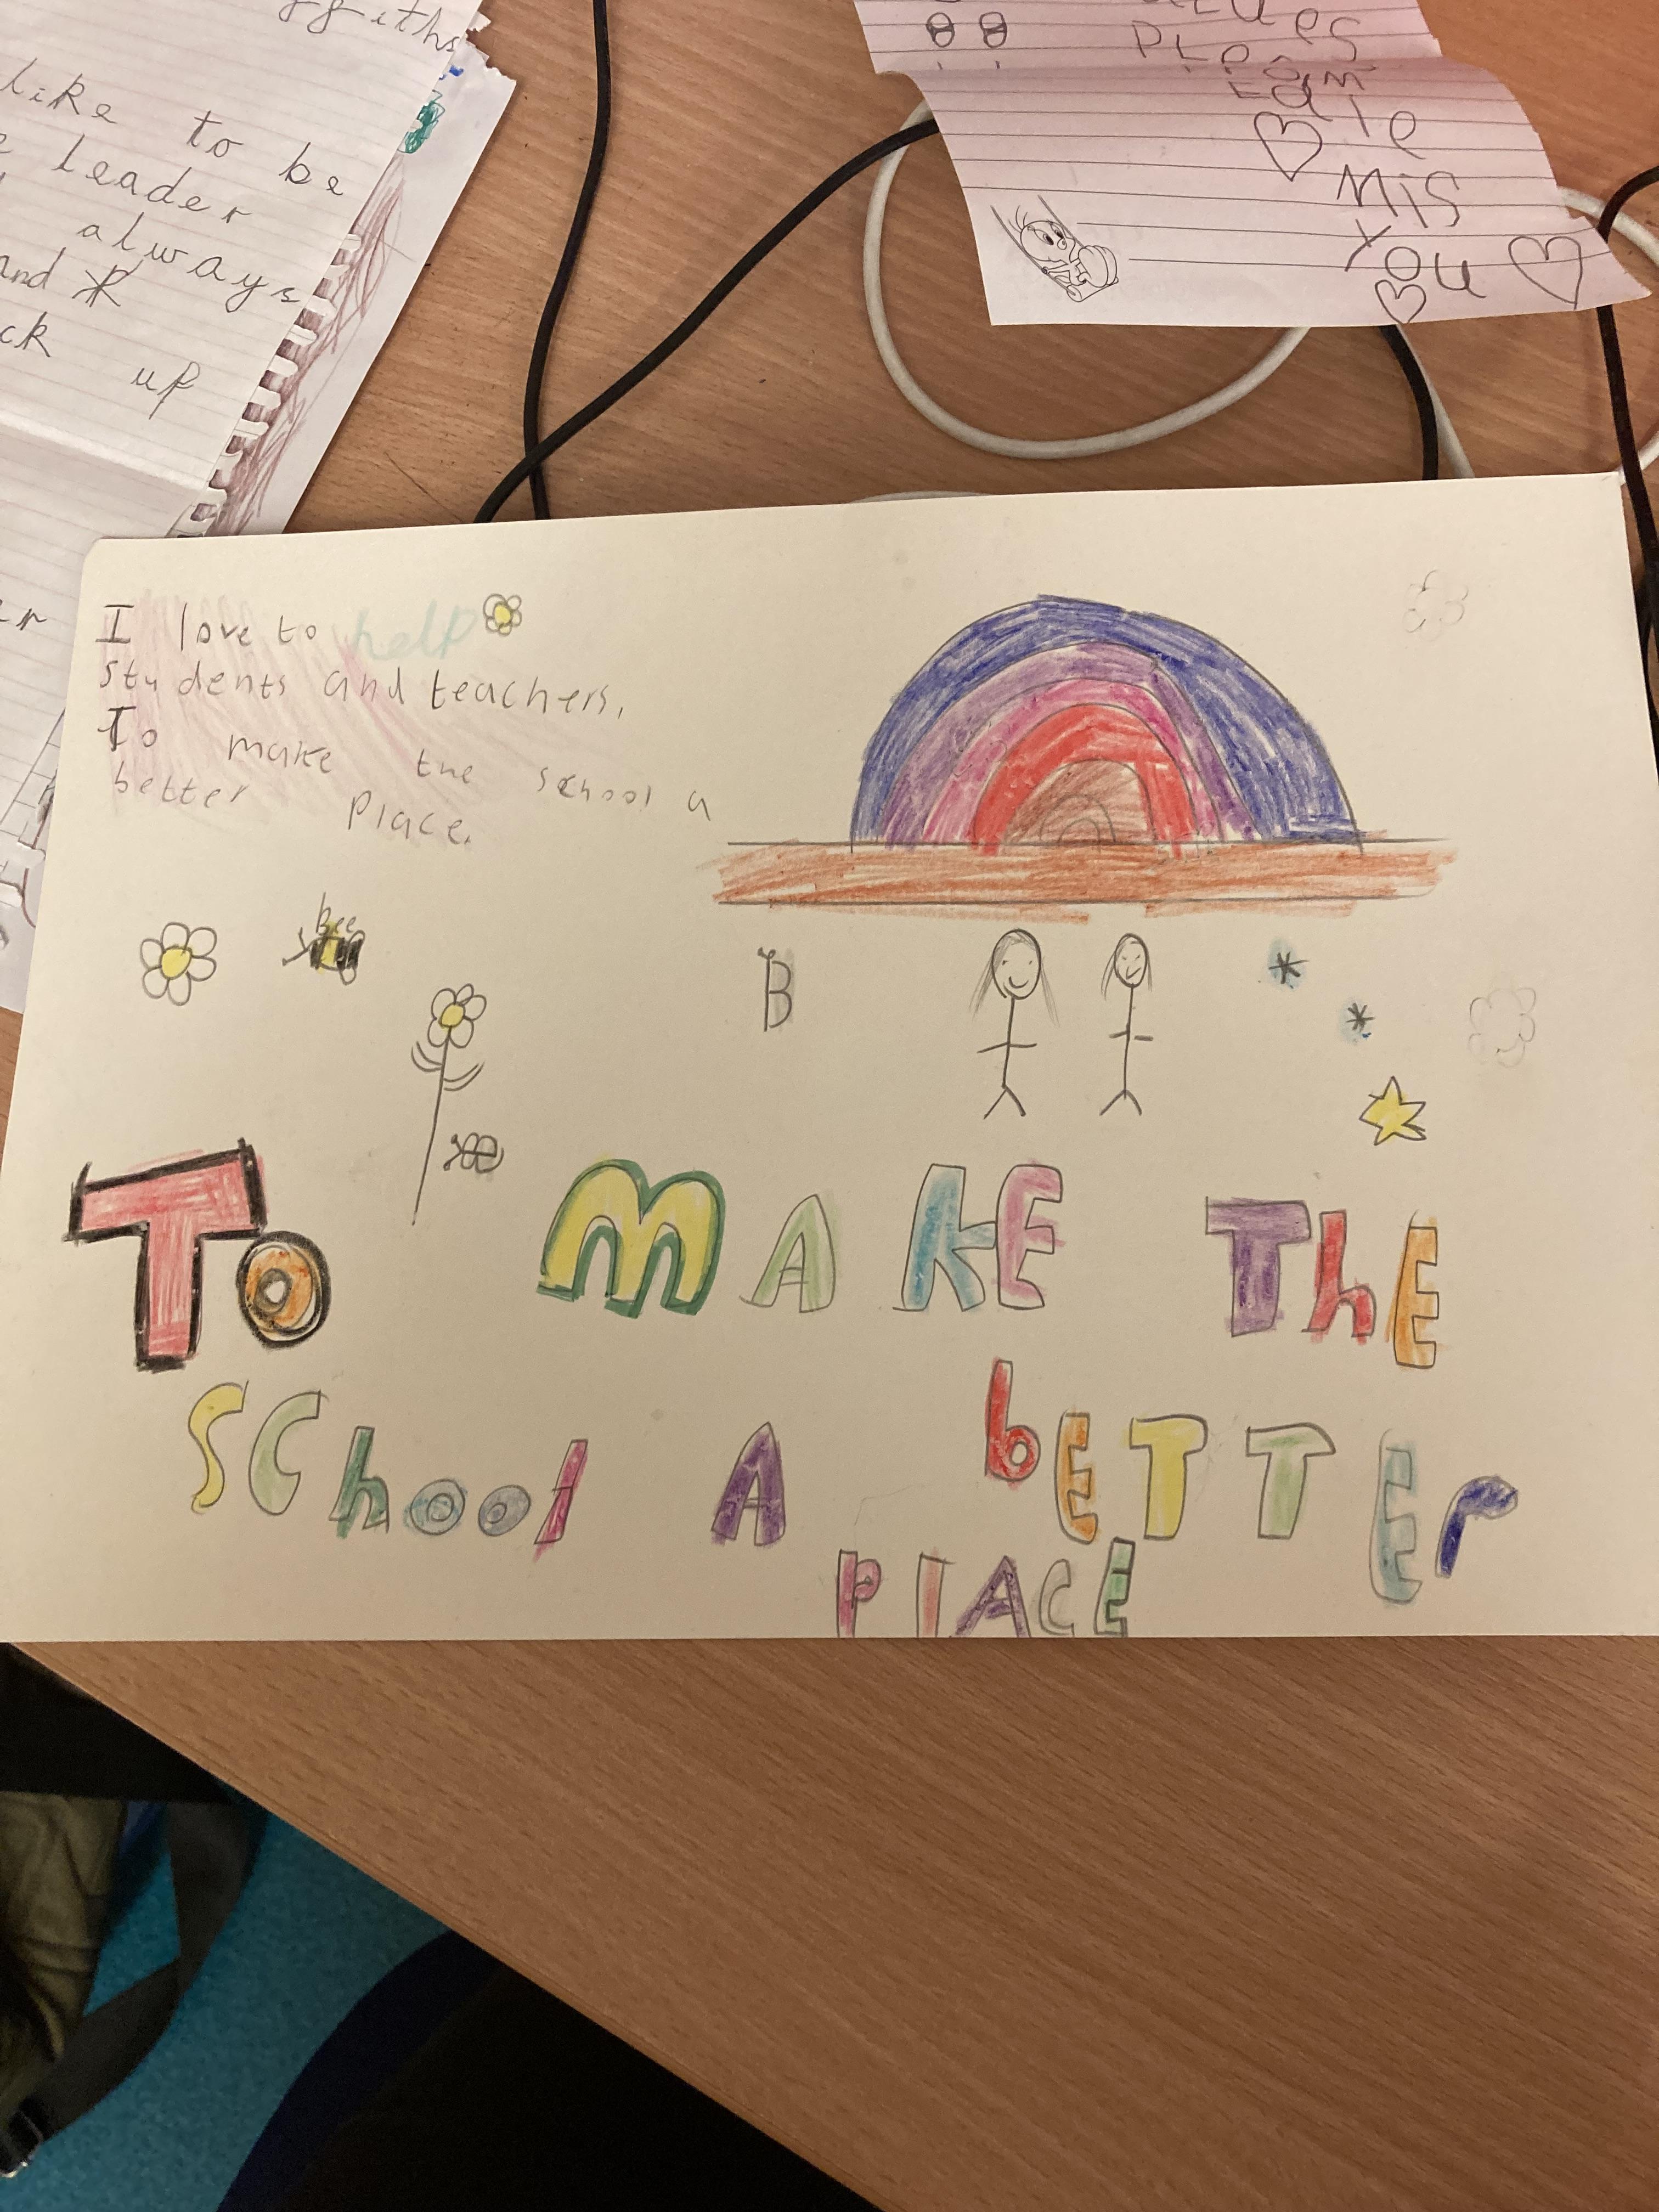 like to be
leader
always
and
up
Mis
you
I love to help
students and teachers.
To make the school a
better place.
bee
B
To MAKE ThE
SChool A bETTEr
PlACE